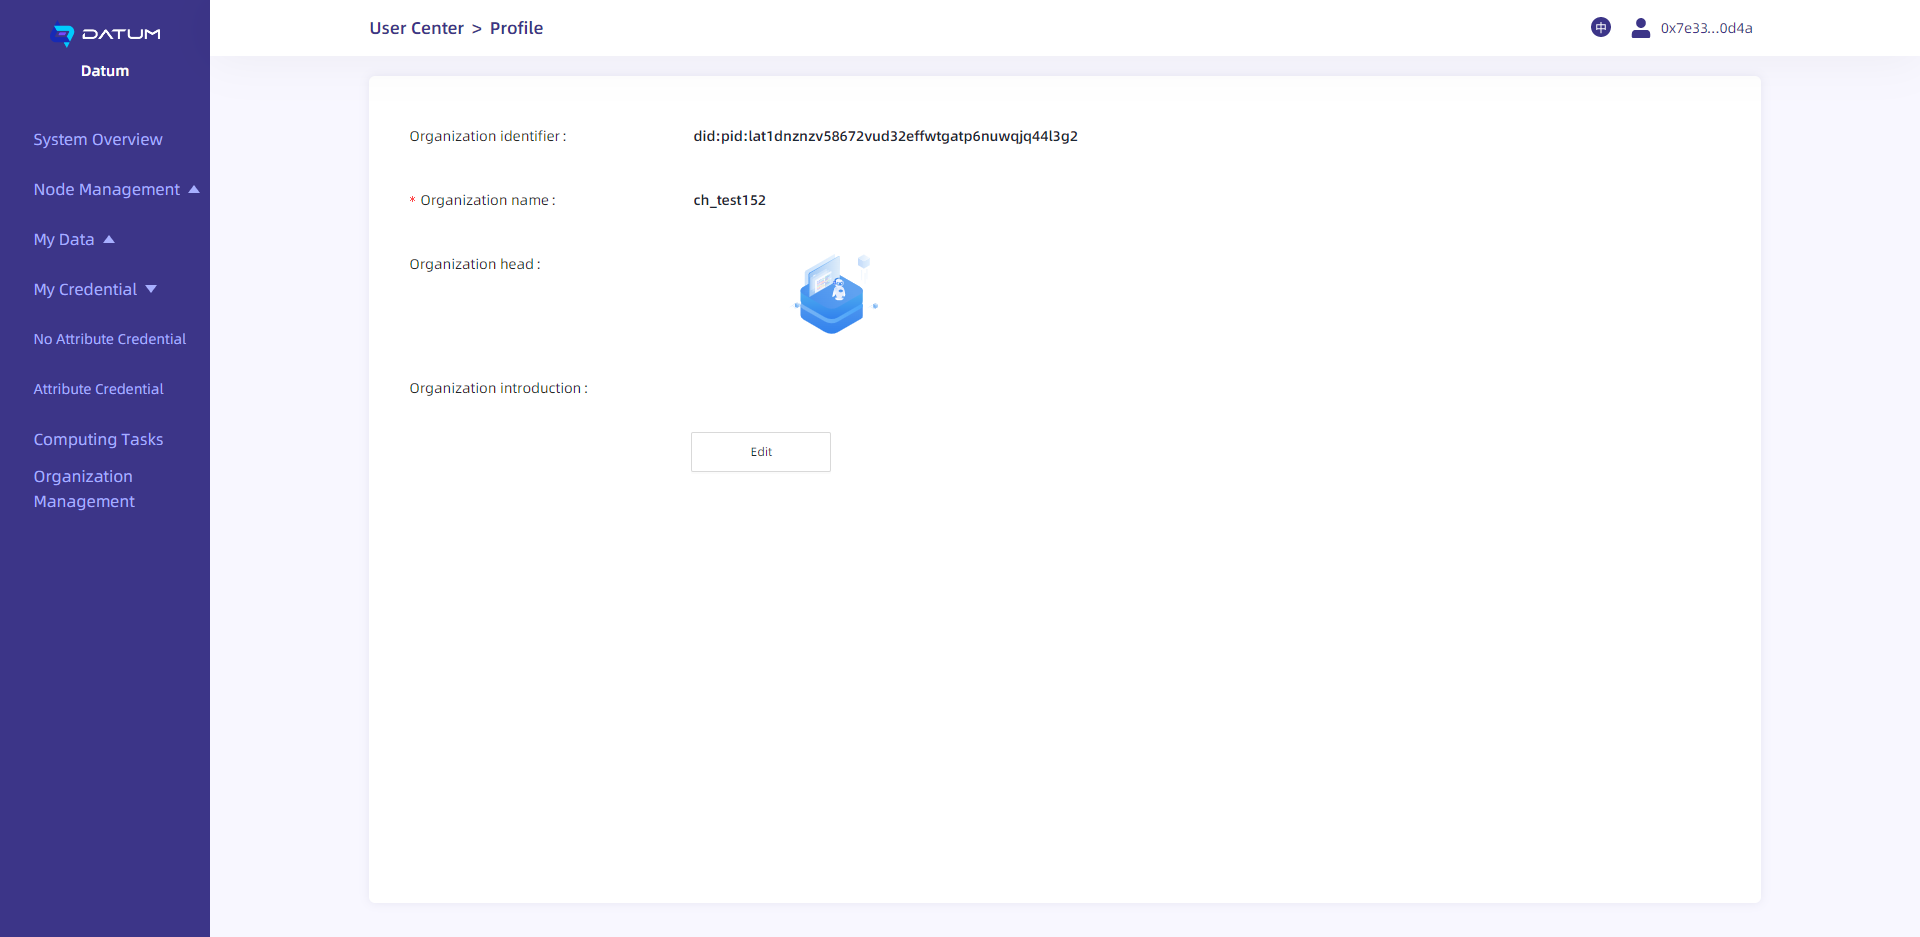 DATUM
Datum
System Overview
Node Management
My Data
My Credential
No Attribute Credential
Attribute Credential
Computing Tasks
Organization
Management
User Center > Profile
中
0x7e33...0d4a
Organization identifier :
did:pid:lat1dnznzv58672vud32effwtgatp6nuwqjq44l3g2
* Organization name :
ch_test152
Organization head :
Organization introduction :
Edit